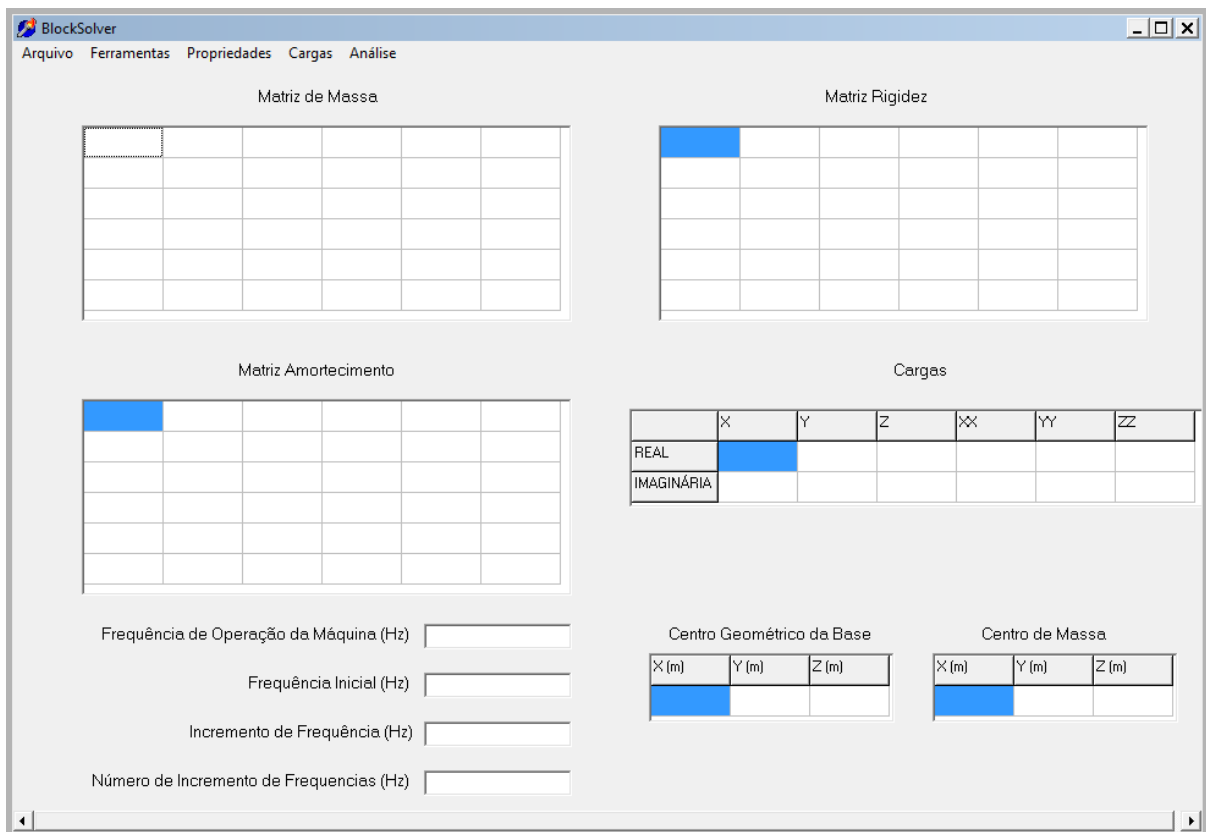 BlockSolver
Arquivo Ferramentas Propriedades Cargas Análise
Matriz de Massa
Matriz Rigidez
Matriz Amortecimento
Cargas
X Y Z XX YY ZZ
REAL
IMAGINÁRIA
Frequência de Operação da Máquina (Hz)
Frequência Inicial (Hz)
Incremento de Frequência (Hz)
Número de Incremento de Frequencias (Hz)
Centro Geométrico da Base
X (m) Y (m) Z (m)
Centro de Massa
X (m) Y (m) Z (m)